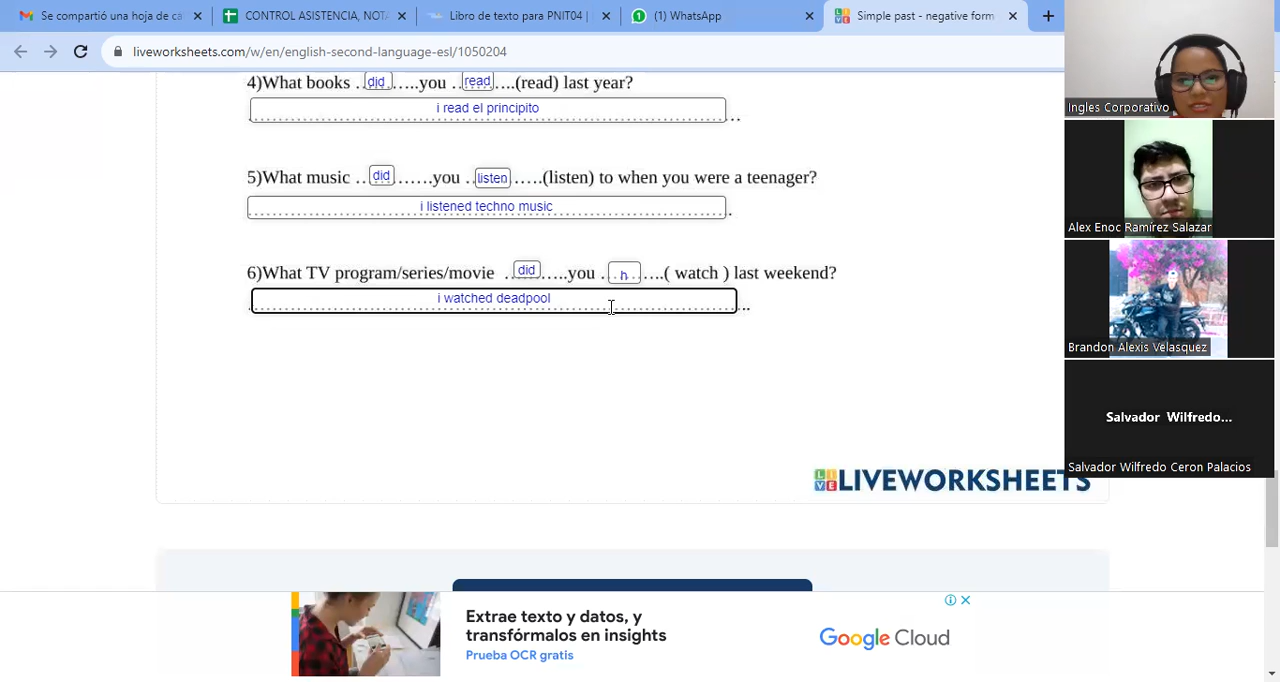 Se compartió una hoja de ca
CONTROL ASISTENCIA, NOTA
Libro de texto para PNIT04 |
(1) WhatsApp
Simple past - negative form
liveworksheets.com/w/en/english-second-language-esl/1050204
4)What books …did…..you …read….(read) last year?
i read el principito
5)What music …did…….you …listen…..(listen) to when you were a teenager?
i listened techno music
6)What TV program/series/movie …did…..you …h….( watch ) last weekend?
i watched deadpool
LIVEWORKSHEETS
Extrae texto y datos, y
transfórmalos en insights
Prueba OCR gratis
Google Cloud
Ingles Corporativo
Alex Enoc Ramírez Salazar
Brandon Alexis Velasquez
Salvador Wilfredo...
Salvador Wilfredo Ceron Palacios